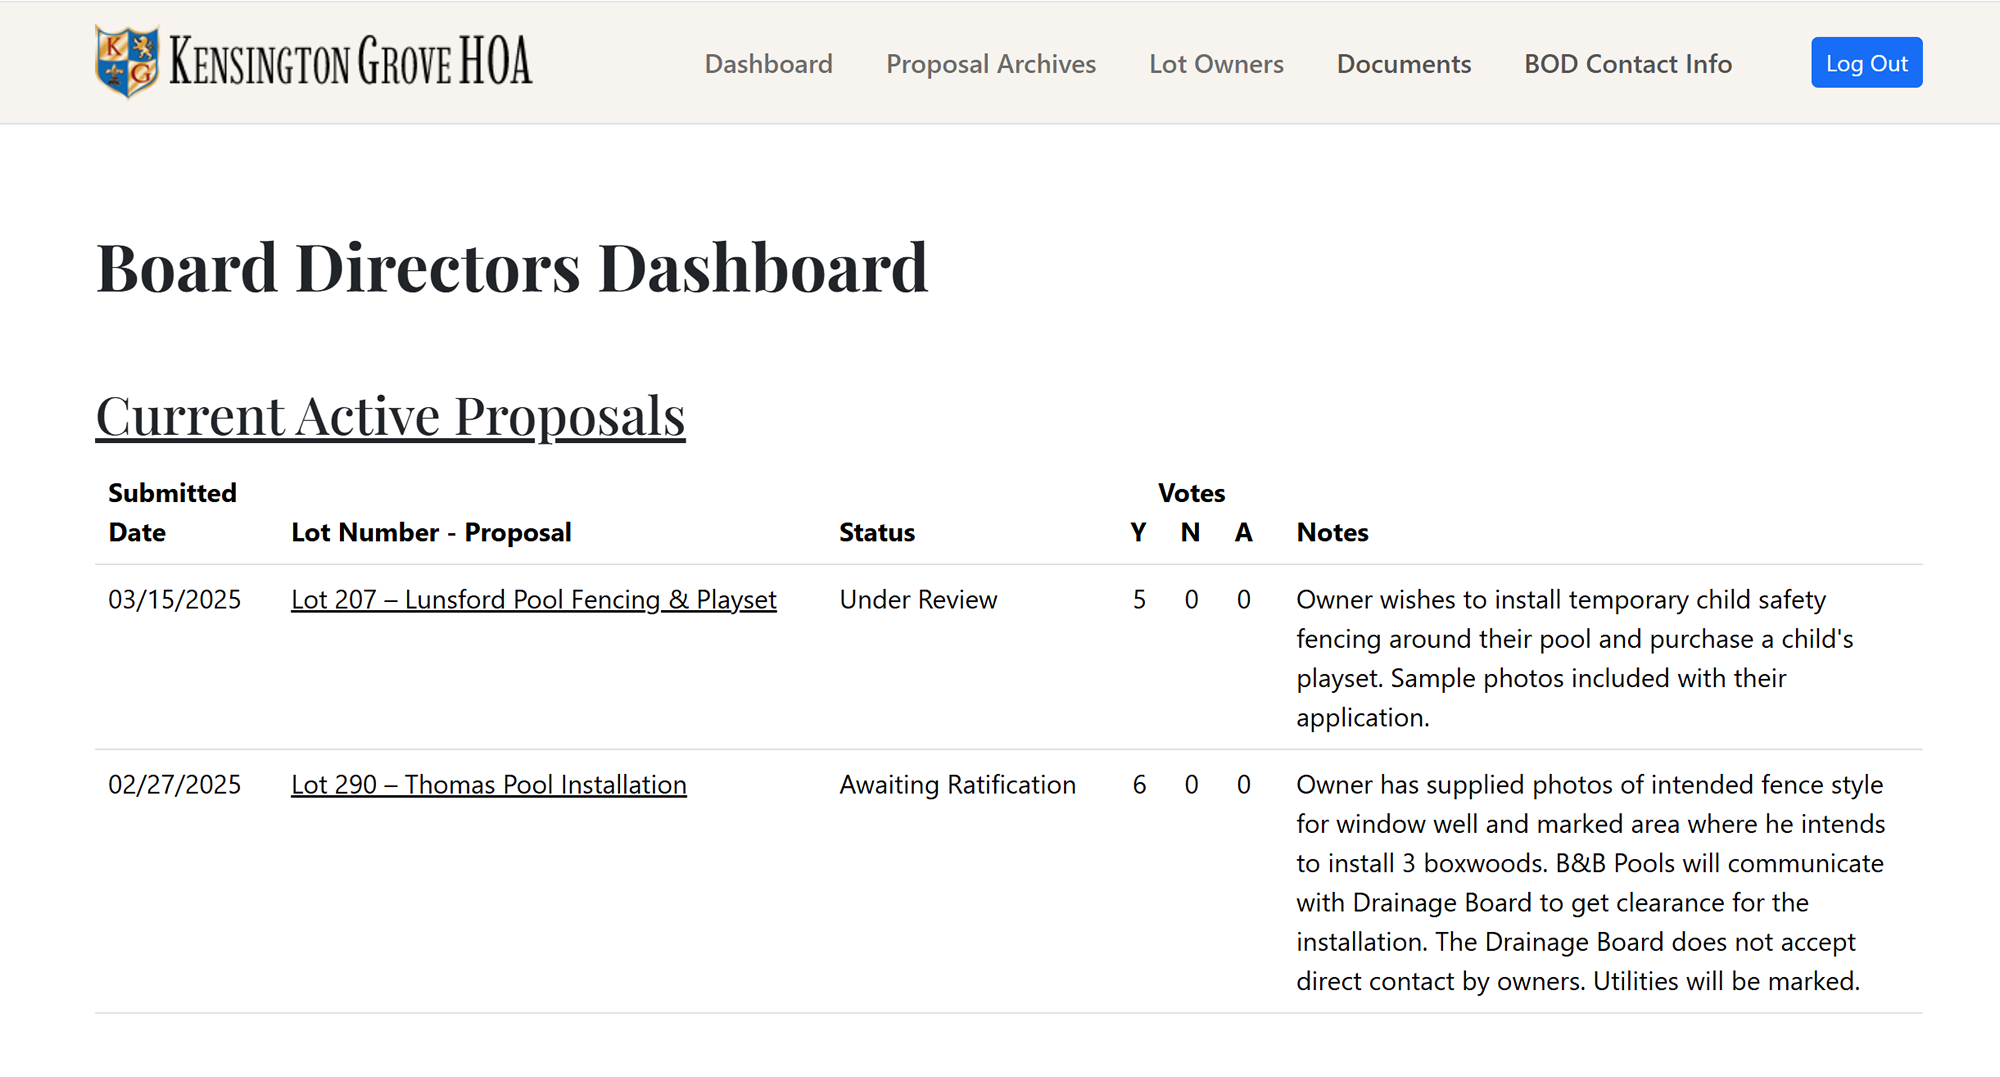 K G KENSINGTON GROVE HOA
Dashboard Proposal Archives Lot Owners Documents BOD Contact Info Log Out
Board Directors Dashboard
Current Active Proposals
Submitted Votes
Date Lot Number - Proposal Status Y N A Notes
03/15/2025 Lot 207 – Lunsford Pool Fencing & Playset Under Review 5 0 0 Owner wishes to install temporary child safety
fencing around their pool and purchase a child's
playset. Sample photos included with their
application.
02/27/2025 Lot 290 – Thomas Pool Installation Awaiting Ratification 6 0 0 Owner has supplied photos of intended fence style
for window well and marked area where he intends
to install 3 boxwoods. B&B Pools will communicate
with Drainage Board to get clearance for the
installation. The Drainage Board does not accept
direct contact by owners. Utilities will be marked.